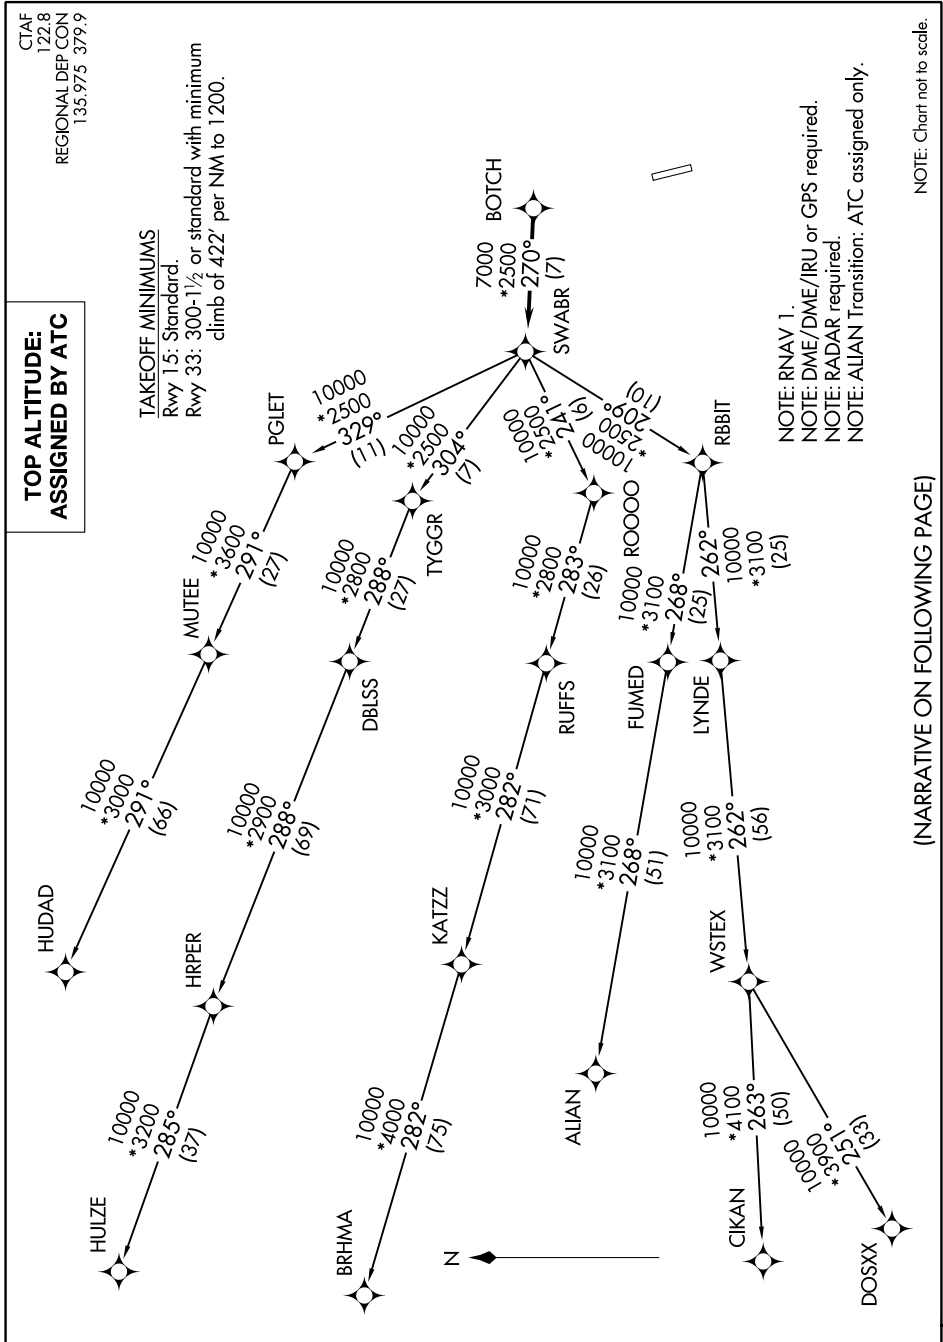 TOP ALTITUDE:
ASSIGNED BY ATC
CTAF
122.8
REGIONAL DEP CON
135.975 379.9
TAKEOFF MINIMUMS
Rwy 15: Standard.
Rwy 33: 300-1½ or standard with minimum
climb of 422' per NM to 1200.
BOTCH
7000
*2500
270°
(7)
SWABR
10000
*2500
329°
(11)
PGLET
10000
*3600
291°
(27)
MUTEE
10000
*3000
291°
(66)
HUDAD
10000
*2500
304°
(7)
TYGGR
10000
*2800
288°
(27)
DBLSS
10000
*2900
288°
(69)
HRPER
10000
*3200
285°
(37)
HULZE
10000
*2500
241°
(6)
ROOOO
10000
*2800
283°
(26)
RUFFS
10000
*3000
282°
(71)
KATZZ
10000
*4000
282°
(75)
BRHMA
10000
*2500
209°
(10)
RBBIT
10000
*3100
268°
(25)
FUMED
10000
*3100
268°
(51)
ALIAN
262°
10000
*3100
(25)
LYNDE
10000
*3100
262°
(56)
WSTEX
10000
*4100
263°
(50)
CIKAN
10000
*3900
251°
(33)
DOSXX
N
NOTE: RNAV 1.
NOTE: DME/DME/IRU or GPS required.
NOTE: RADAR required.
NOTE: ALIAN Transition: ATC assigned only.
NOTE: Chart not to scale.
(NARRATIVE ON FOLLOWING PAGE)